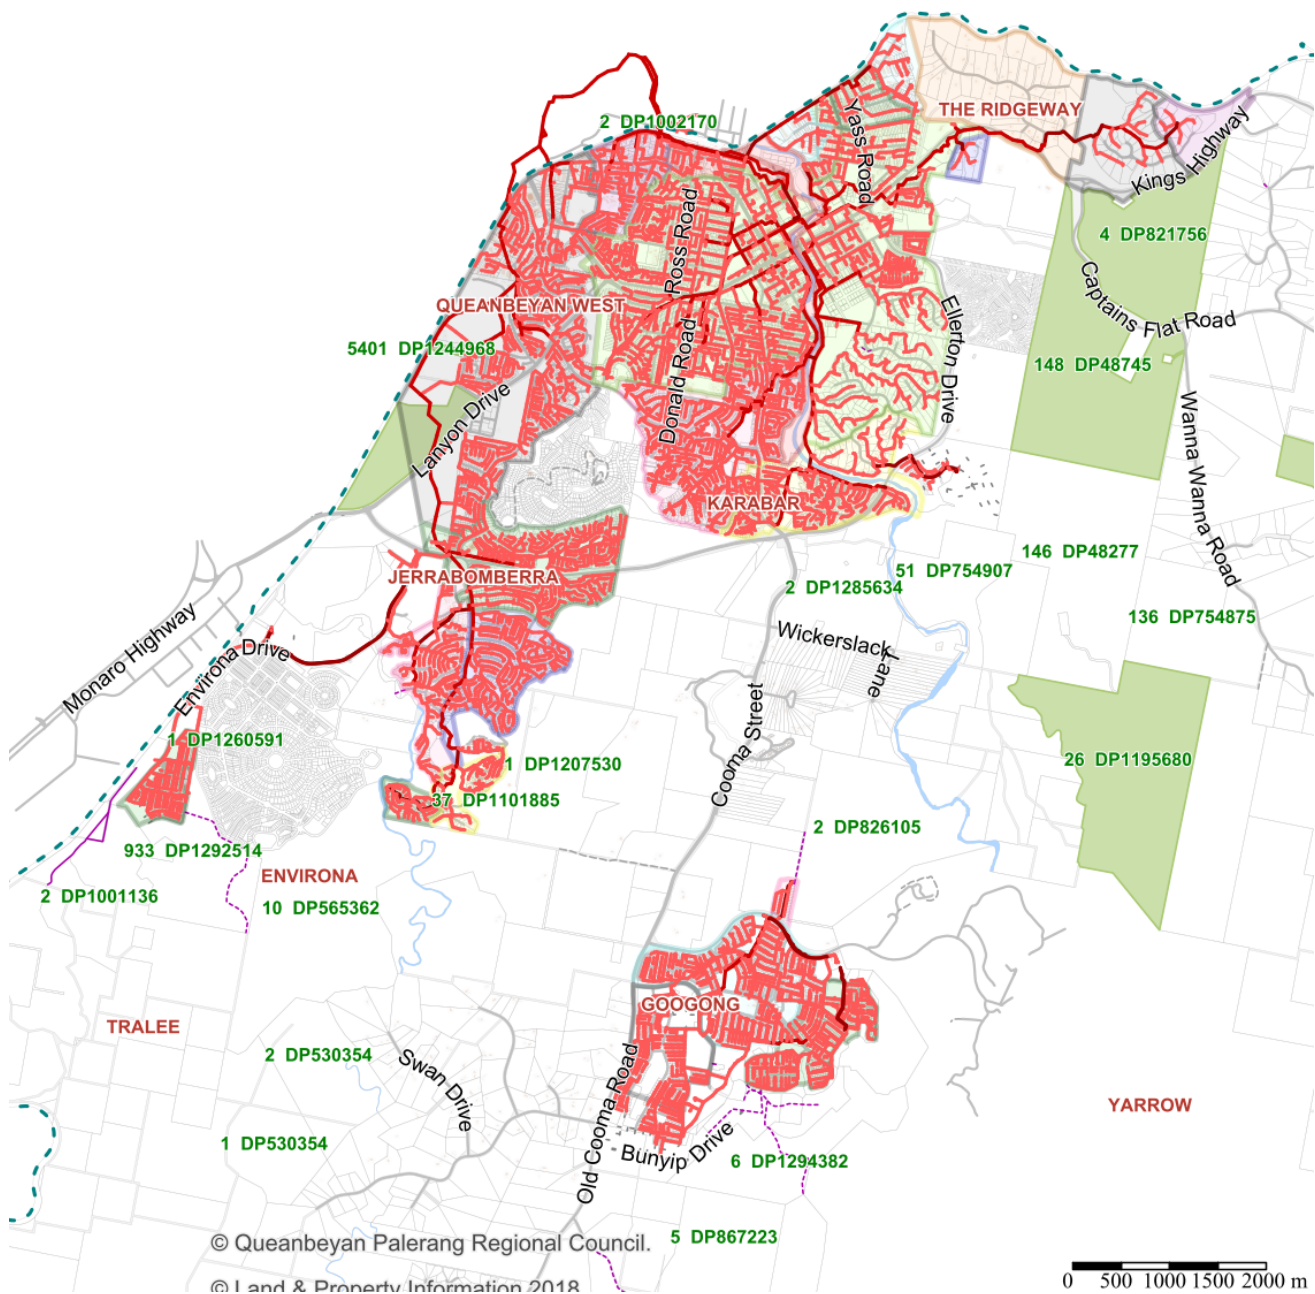 THE RIDGEWAY
2 DP1002170
Yass Road
Kings Highway
4 DP821756
Ross Road
Captains Flat Road
QUEANBEYAN WEST
5401 DP1244968
Ellerton Drive
148 DP48745
Donald Road
Lanyon Drive
Wanna Wanna Road
KARABAR
146 DP48277
51 DP754907
JERRABOMBERRA
2 DP1285634
136 DP754875
Wickerslack Lane
Monaro Highway
Environa Drive
1 DP1260591
Cooma Street
1 DP1207530
26 DP1195680
37 DP1101885
2 DP826105
933 DP1292514
ENVIRONA
2 DP1001136
10 DP565362
GOOGONG
TRALEE
2 DP530354
Swan Drive
Old Cooma Road
YARROW
1 DP530354
Bunyip Drive
6 DP1294382
5 DP867223
© Queanbeyan Palerang Regional Council.
© Land & Property Information 2018
0 500 1000 1500 2000 m